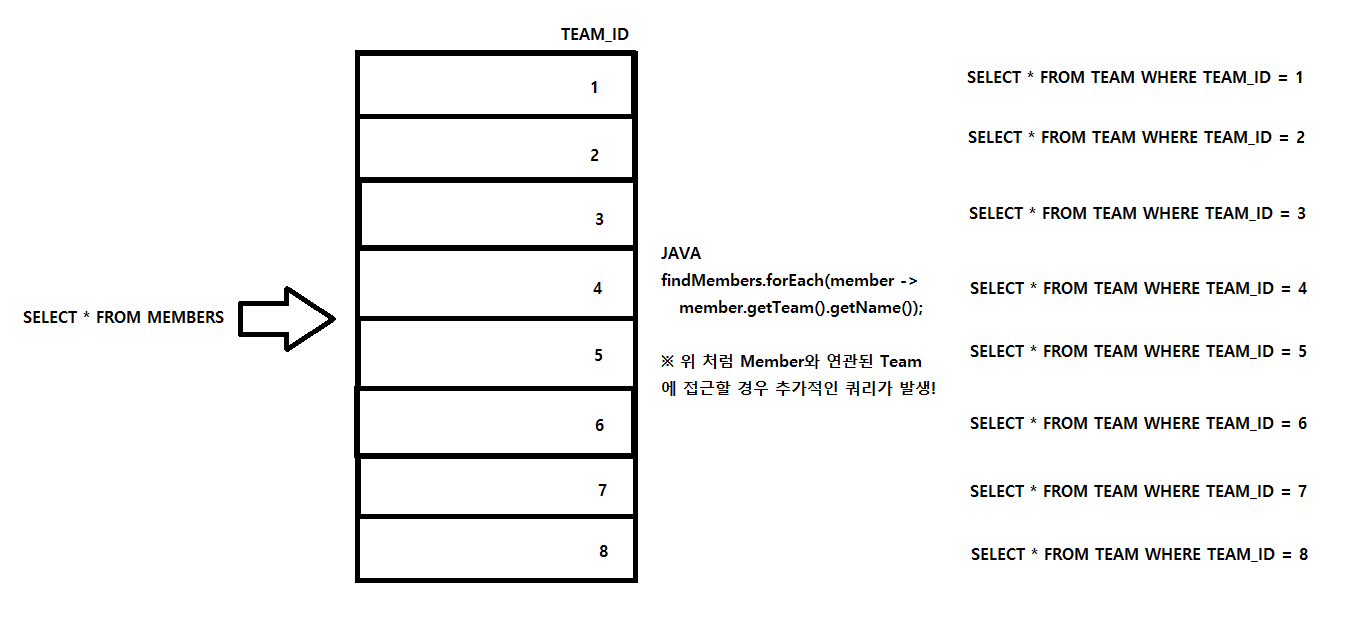 SELECT * FROM MEMBERS
TEAM_ID
1
2
3
4
5
6
7
8
JAVA
findMembers.forEach(member ->
member.getTeam().getName());
※ 위 처럼 Member와 연관된 Team
에 접근할 경우 추가적인 쿼리가 발생!
SELECT * FROM TEAM WHERE TEAM_ID = 1
SELECT * FROM TEAM WHERE TEAM_ID = 2
SELECT * FROM TEAM WHERE TEAM_ID = 3
SELECT * FROM TEAM WHERE TEAM_ID = 4
SELECT * FROM TEAM WHERE TEAM_ID = 5
SELECT * FROM TEAM WHERE TEAM_ID = 6
SELECT * FROM TEAM WHERE TEAM_ID = 7
SELECT * FROM TEAM WHERE TEAM_ID = 8